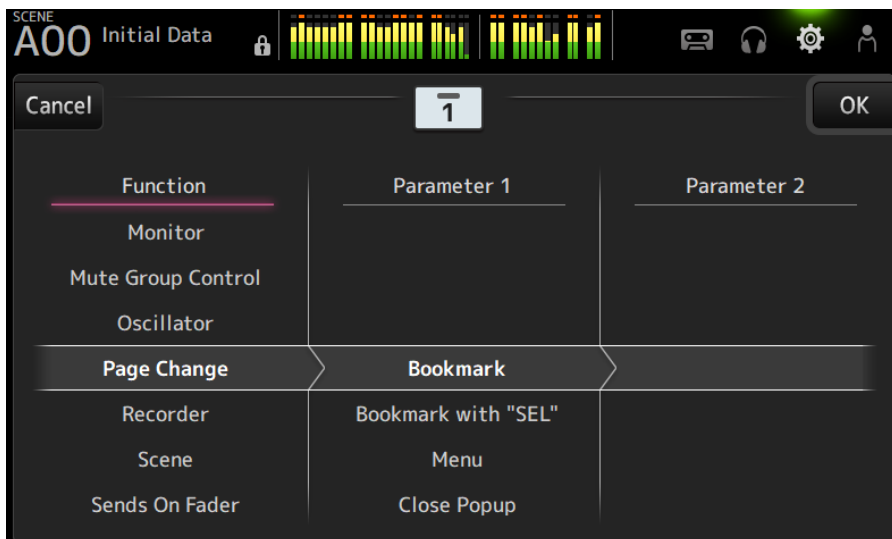 SCENE
A00 Initial Data
Cancel
1
OK
Function Parameter 1 Parameter 2
Monitor
Mute Group Control
Oscillator
Page Change Bookmark
Recorder Bookmark with "SEL"
Scene Menu
Sends On Fader Close Popup